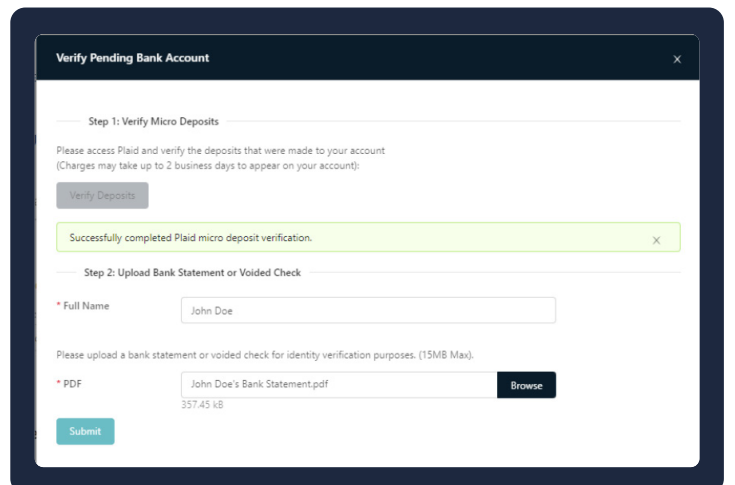 Verify Pending Bank Account
Step 1: Verify Micro Deposits
Please access Plaid and verify the deposits that were made to your account
(Charges may take up to 2 business days to appear on your account):
Verify Deposits
Successfully completed Plaid micro deposit verification.
Step 2: Upload Bank Statement or Voided Check
* Full Name
John Doe
Please upload a bank statement or voided check for identity verification purposes. (15MB Max).
* PDF
John Doe's Bank Statement.pdf
Browse
357.45 kB
Submit